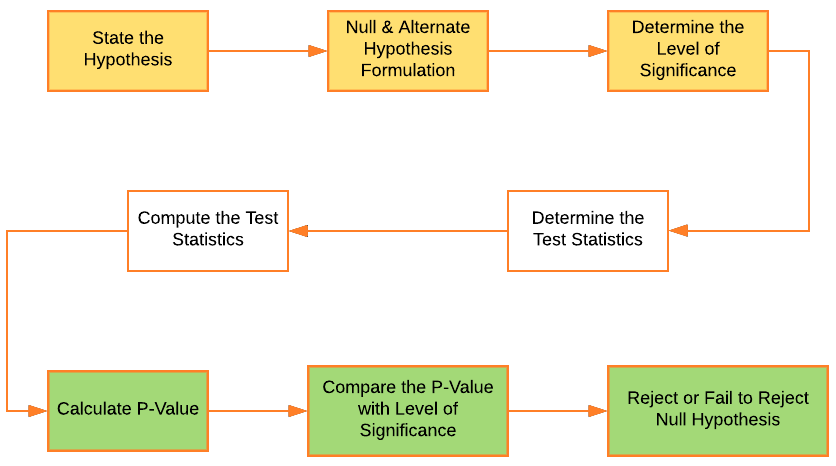 State the
Hypothesis
Null & Alternate
Hypothesis
Formulation
Determine the
Level of
Significance
Determine the
Test Statistics
Compute the Test
Statistics
Calculate P-Value
Compare the P-Value
with Level of
Significance
Reject or Fail to Reject
Null Hypothesis